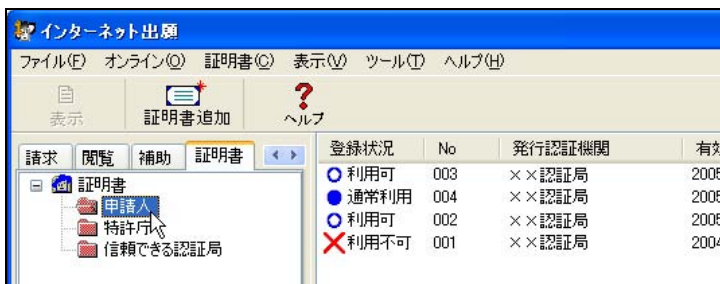 インターネット出願
ファイル(F) オンライン(O) 証明書(C) 表示(V) ツール(T) ヘルプ(H)
表示 証明書追加 ヘルプ
請求 閲覧 補助 証明書
証明書
申請人
特許庁
信頼できる認証局
登録状況 No 発行認証機関 有効
利用可 003 ××認証局 2005
通常利用 004 ××認証局 2005
利用可 002 ××認証局 2005
利用不可 001 ××認証局 2004